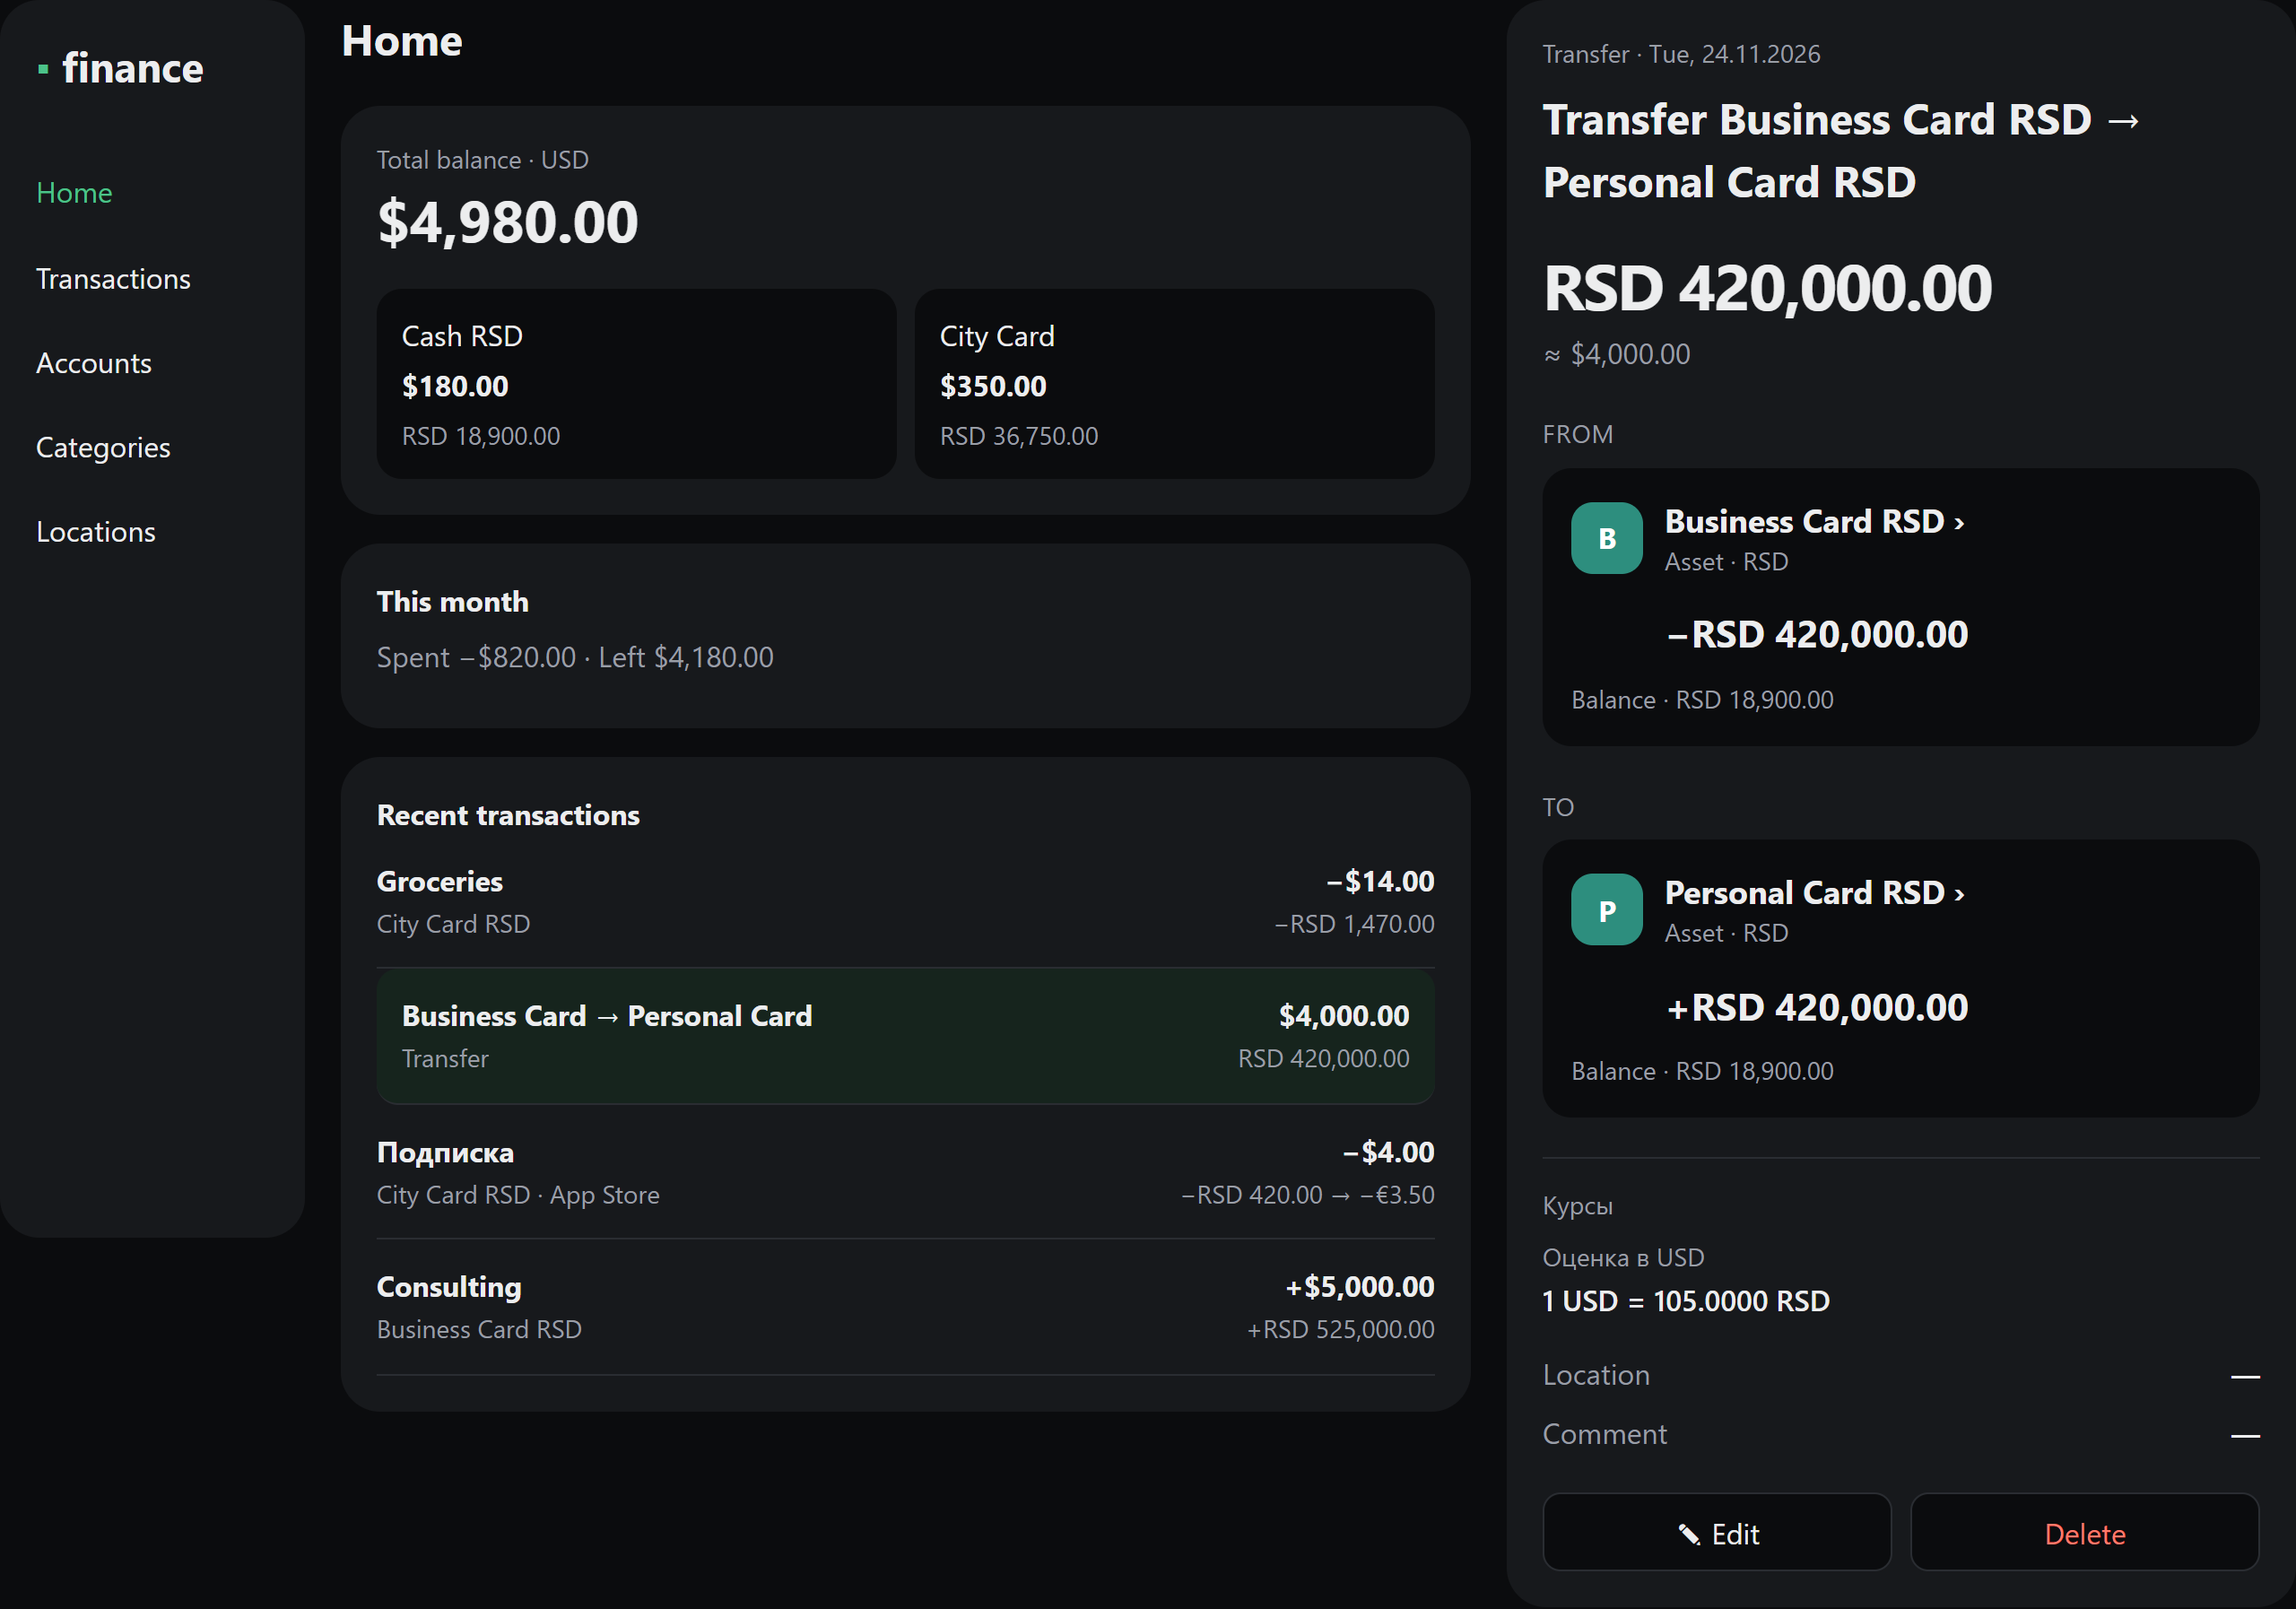 finance
Home
Transactions
Accounts
Categories
Locations
Home
Total balance · USD
$4,980.00
Cash RSD
$180.00
RSD 18,900.00
City Card
$350.00
RSD 36,750.00
This month
Spent −$820.00 · Left $4,180.00
Recent transactions
Groceries −$14.00
City Card RSD −RSD 1,470.00
Business Card → Personal Card $4,000.00
Transfer RSD 420,000.00
Подписка −$4.00
City Card RSD · App Store −RSD 420.00 → −€3.50
Consulting +$5,000.00
Business Card RSD +RSD 525,000.00
Transfer · Tue, 24.11.2026
Transfer Business Card RSD →
Personal Card RSD
RSD 420,000.00
≈ $4,000.00
FROM
B
Business Card RSD ›
Asset · RSD
−RSD 420,000.00
Balance · RSD 18,900.00
TO
P
Personal Card RSD ›
Asset · RSD
+RSD 420,000.00
Balance · RSD 18,900.00
Курсы
Оценка в USD
1 USD = 105.0000 RSD
Location —
Comment —
✎ Edit
Delete